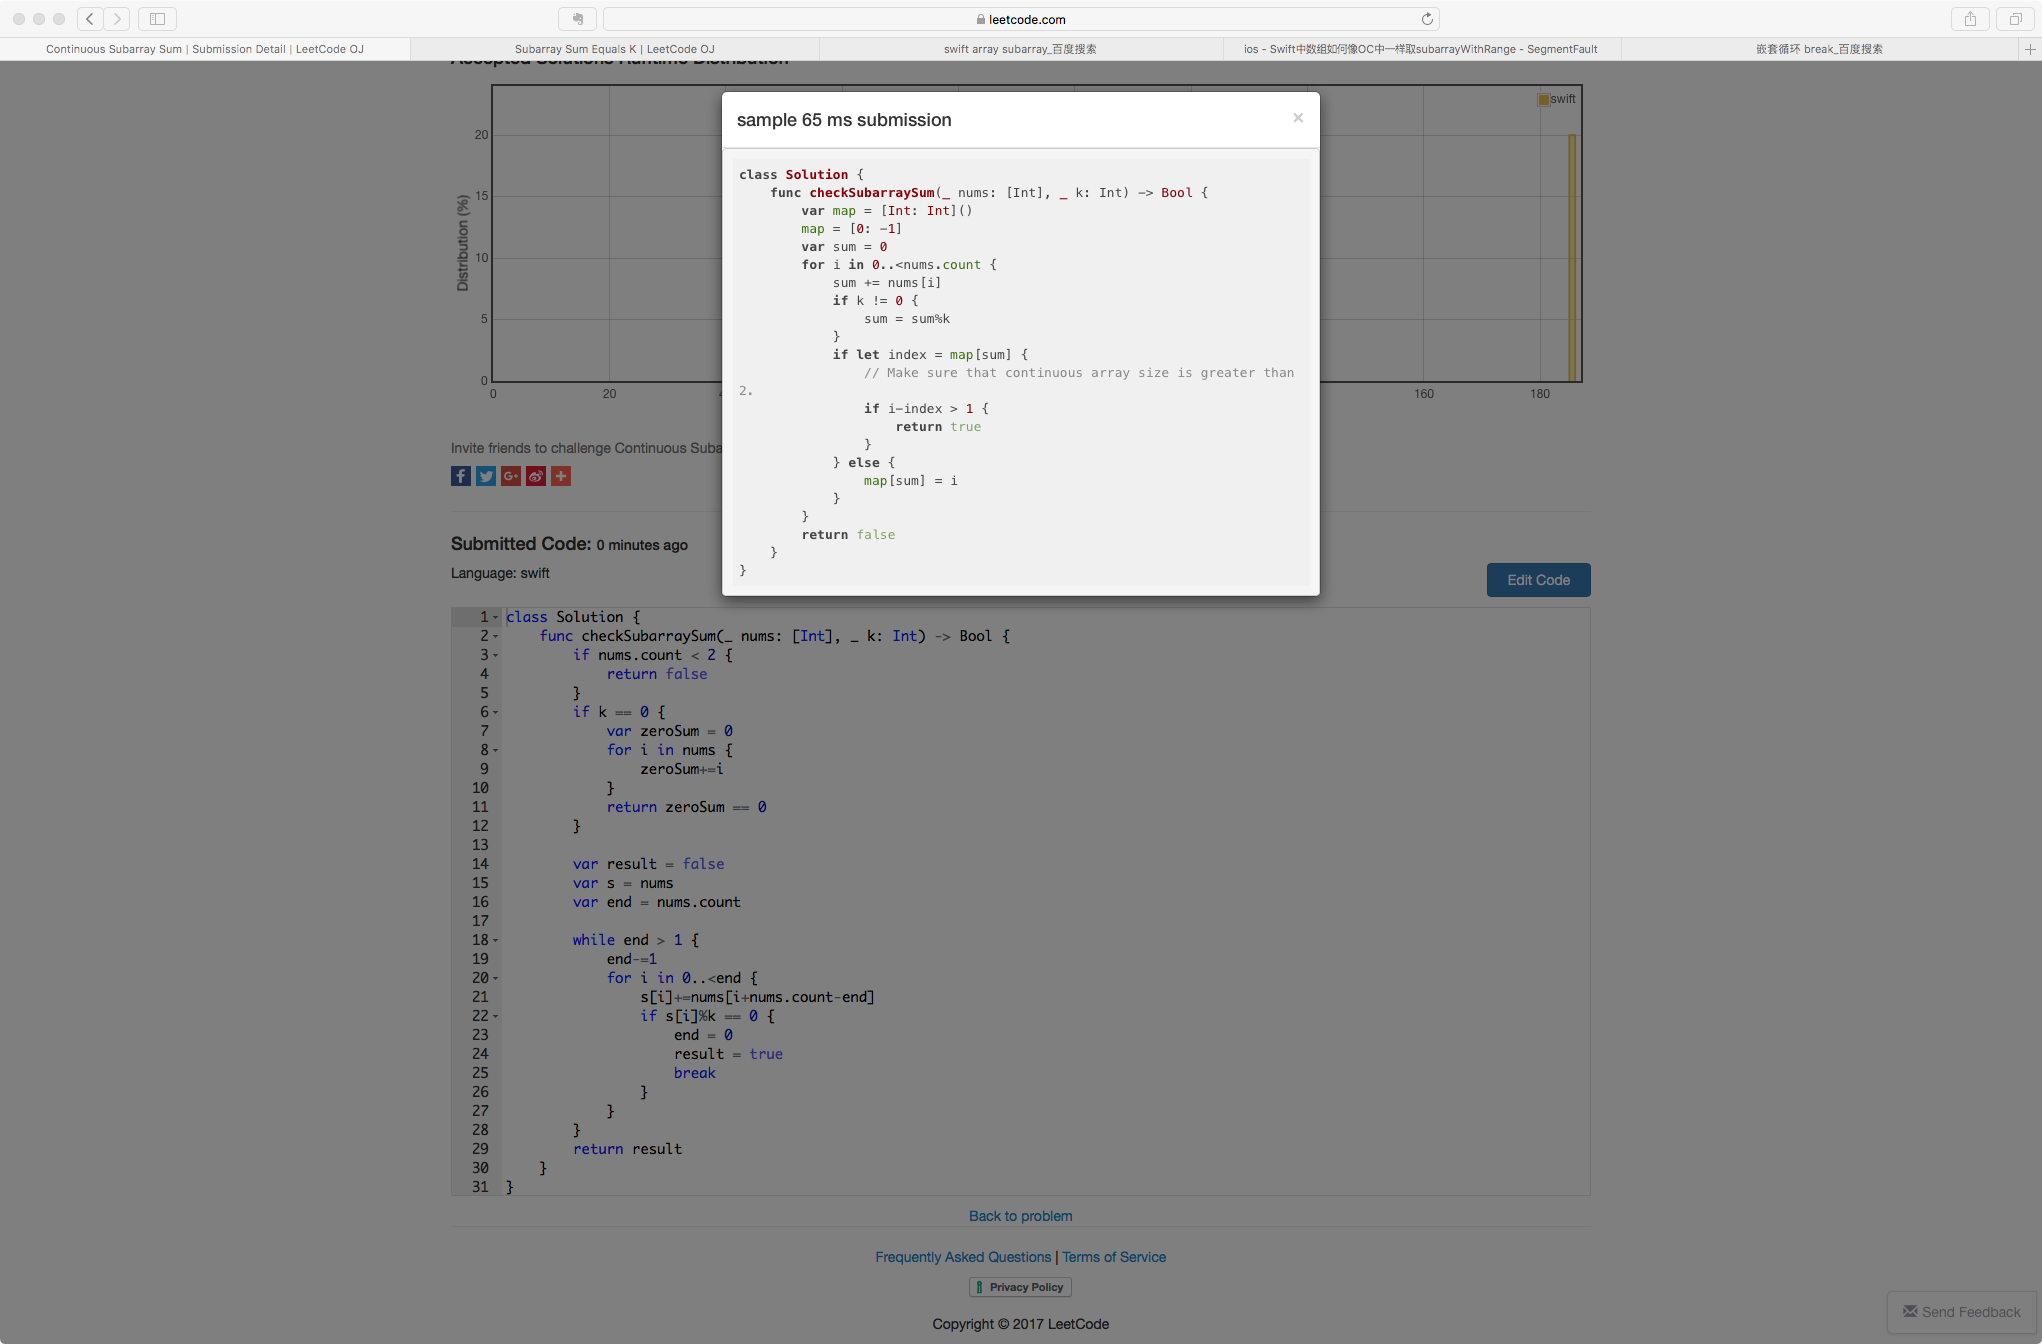 leetcode.com
Continuous Subarray Sum | Submission Detail | LeetCode OJ
Subarray Sum Equals K | LeetCode OJ
swift array subarray_百度搜索
ios - Swift中数组如何像OC中一样取subarrayWithRange - SegmentFault
嵌套循环 break_百度搜索
Accepted Solutions Runtime Distribution
swift
Distribution (%)
20
15
10
5
0
0
20
160
180
sample 65 ms submission
×
class Solution {
    func checkSubarraySum(_ nums: [Int], _ k: Int) -> Bool {
        var map = [Int: Int]()
        map = [0: -1]
        var sum = 0
        for i in 0..<nums.count {
            sum += nums[i]
            if k != 0 {
                sum = sum%k
            }
            if let index = map[sum] {
                // Make sure that continuous array size is greater than
2.
                if i-index > 1 {
                    return true
                }
            } else {
                map[sum] = i
            }
        }
        return false
    }
}
Invite friends to challenge Continuous Suba
Submitted Code: 0 minutes ago
Language: swift
Edit Code
1 class Solution {
2     func checkSubarraySum(_ nums: [Int], _ k: Int) -> Bool {
3         if nums.count < 2 {
4             return false
5         }
6         if k == 0 {
7             var zeroSum = 0
8             for i in nums {
9                 zeroSum+=i
10             }
11             return zeroSum == 0
12         }
13
14         var result = false
15         var s = nums
16         var end = nums.count
17
18         while end > 1 {
19             end-=1
20             for i in 0..<end {
21                 s[i]+=nums[i+nums.count-end]
22                 if s[i]%k == 0 {
23                     end = 0
24                     result = true
25                     break
26                 }
27             }
28         }
29         return result
30     }
31 }
Back to problem
Frequently Asked Questions | Terms of Service
Privacy Policy
Copyright © 2017 LeetCode
Send Feedback